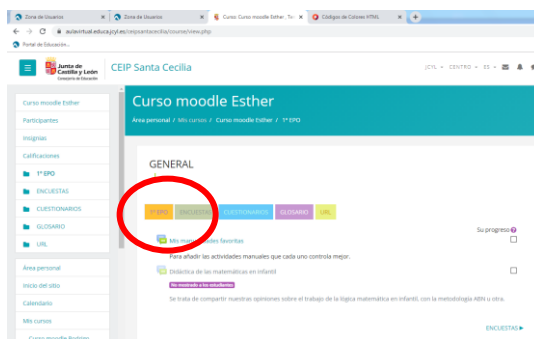 Zona de Usuarios
Zona de Usuarios
Curso: Curso moodle Esther, To
Códigos de Colores HTML
aulavirtual.educa.jcyl.es/ceipsantacecilia/course/view.php
Portal de Educación...
Junta de
Castilla y León
Consejería de Educación
CEIP Santa Cecilia
JCYL
CENTRO
ES
Curso moodle Esther
Participantes
Insignias
Calificaciones
1º EPO
ENCUESTAS
CUESTIONARIOS
GLOSARIO
URL
Área personal
Inicio del sitio
Calendario
Mis cursos
Curso moodle Rodrigo
Curso moodle Esther
Área personal / Mis cursos / Curso moodle Esther / 1º EPO
GENERAL
1º EPO ENCUESTAS CUESTIONARIOS GLOSARIO URL
Su progreso
Mis manualidades favoritas
Para añadir las actividades manuales que cada uno controla mejor.
Didáctica de las matemáticas en infantil
No mostrado a los estudiantes
Se trata de compartir nuestras opiniones sobre el trabajo de la lógica matemática en infantil, con la metodología ABN u otra.
ENCUESTAS ►